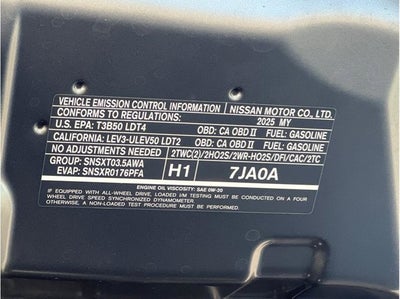 VEHICLE EMISSION CONTROL INFORMATION NISSAN MOTOR CO., LTD.
CONFORMS TO REGULATIONS: 2025 MY
U.S. EPA: T3B50 LDT4 OBD: CA OBD II FUEL: GASOLINE
CALIFORNIA: LEV3-ULEV50 LDT2 OBD: CA OBD II FUEL: GASOLINE
NO ADJUSTMENTS NEEDED 2TWC(2)/2HO2S/2WR-HO2S/DFI/CAC/2TC
GROUP: SNSXT03.5AWA
EVAP: SNSXR0176PFA H1 7JA0A
ENGINE OIL VISCOSITY: SAE 0W-20
IF EQUIPPED WITH ALL-WHEEL DRIVE, LOADED I/M TESTING MUST BE CONDUCTED ON A FOUR
WHEEL DRIVE SPEED SYNCHRONIZED DYNAMOMETER.
OTHERWISE, A NON-LOADED TEST MUST BE CONDUCTED.